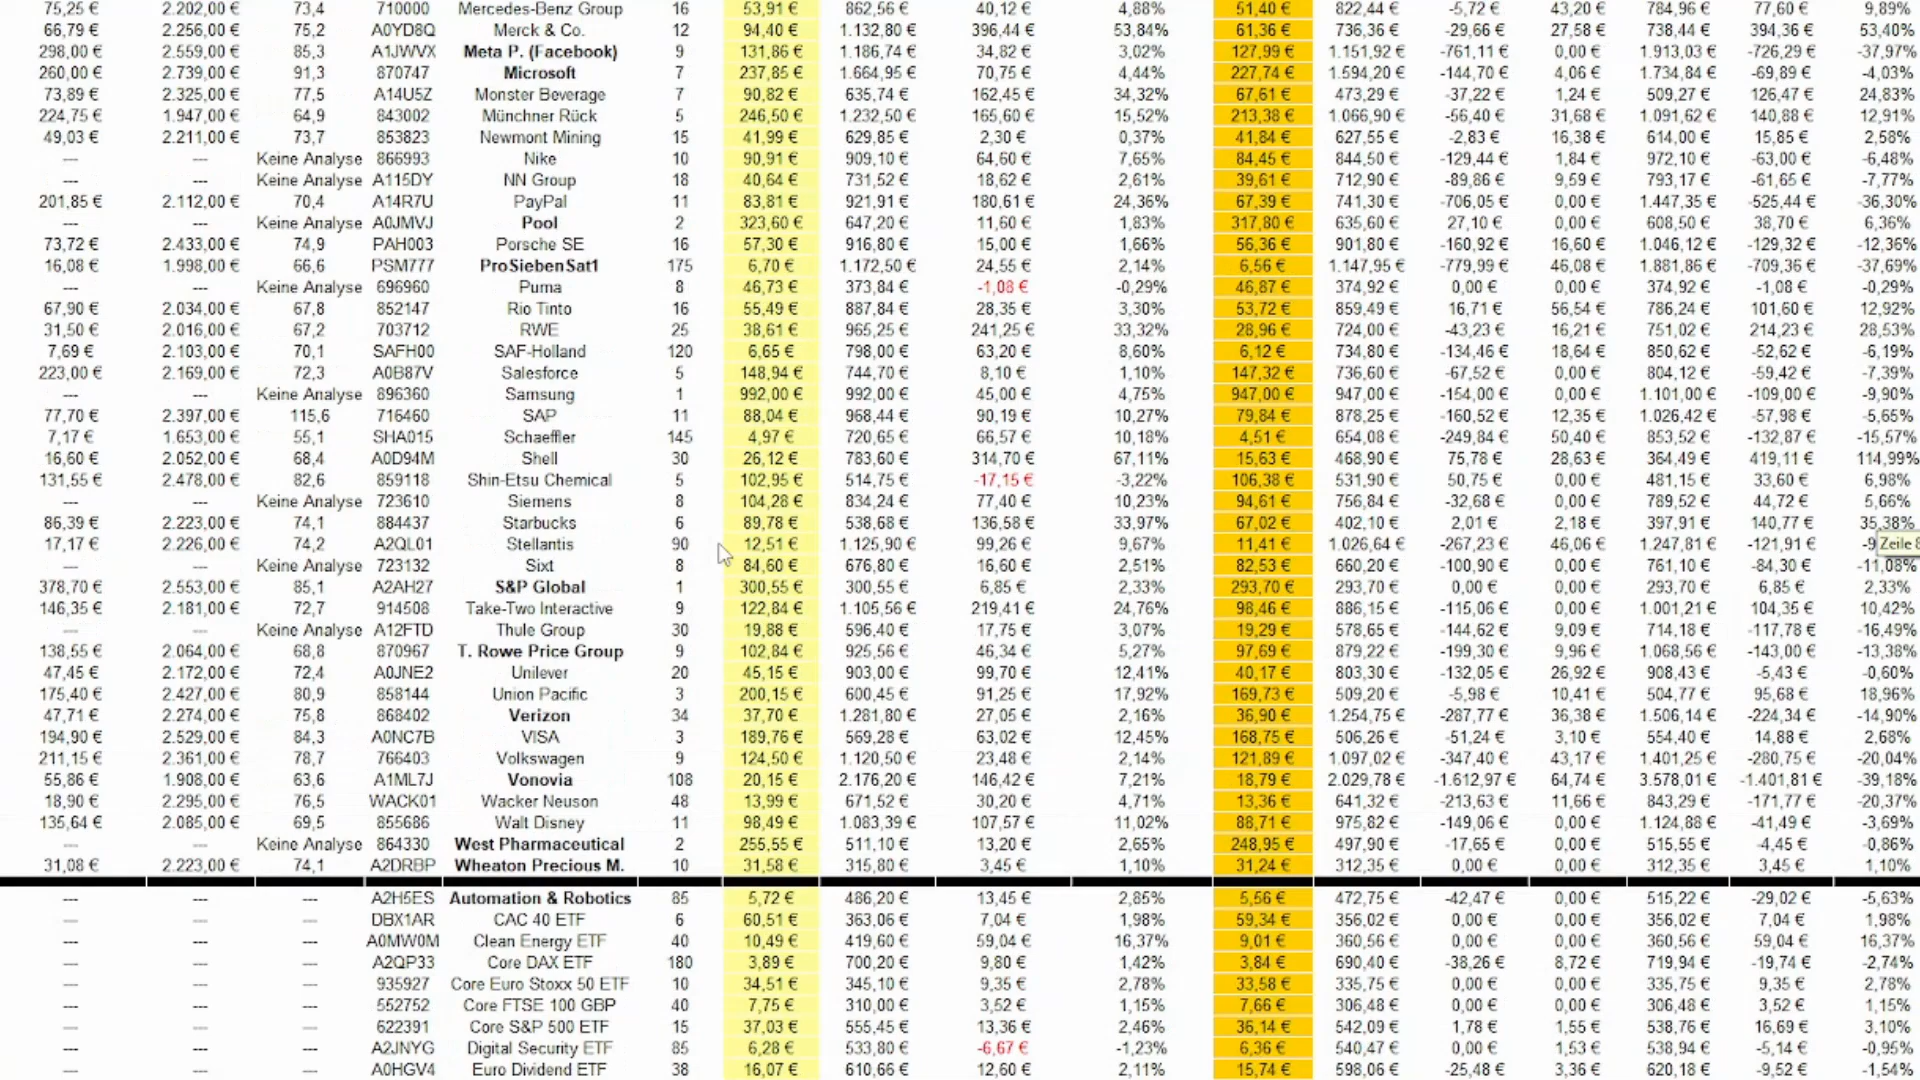 75,25 € 2.202,00 € 73,4 710000 Mercedes-Benz Group 16 53,91 € 862,56 € 40,12 € 4,88% 51,40 € 822,44 € -5,72 € 43,20 € 784,96 € 77,60 € 9,89%
66,79 € 2.256,00 € 75,2 A0YD8Q Merck & Co. 12 94,40 € 1.132,80 € 396,44 € 53,84% 61,36 € 736,36 € -29,66 € 27,58 € 738,44 € 394,36 € 53,40%
298,00 € 2.559,00 € 85,3 A1JWVX Meta P. (Facebook) 9 131,86 € 1.186,74 € 34,82 € 3,02% 127,99 € 1.151,92 € -761,11 € 0,00 € 1.913,03 € -726,29 € -37,97%
260,00 € 2.739,00 € 91,3 870747 Microsoft 7 237,85 € 1.664,95 € 70,75 € 4,44% 227,74 € 1.594,20 € -144,70 € 4,06 € 1.734,84 € -69,89 € -4,03%
73,89 € 2.325,00 € 77,5 A14U5Z Monster Beverage 7 90,82 € 635,74 € 162,45 € 34,32% 67,61 € 473,29 € -37,22 € 1,24 € 509,27 € 126,47 € 24,83%
224,75 € 1.947,00 € 64,9 843002 Münchner Rück 5 246,50 € 1.232,50 € 165,60 € 15,52% 213,38 € 1.066,90 € -56,40 € 31,68 € 1.091,62 € 140,88 € 12,91%
49,03 € 2.211,00 € 73,7 853823 Newmont Mining 15 41,99 € 629,85 € 2,30 € 0,37% 41,84 € 627,55 € -2,83 € 16,38 € 614,00 € 15,85 € 2,58%
--- --- Keine Analyse 866993 Nike 10 90,91 € 909,10 € 64,60 € 7,65% 84,45 € 844,50 € -129,44 € 1,84 € 972,10 € -63,00 € -6,48%
--- --- Keine Analyse A115DY NN Group 18 40,64 € 731,52 € 18,62 € 2,61% 39,61 € 712,90 € -89,86 € 9,59 € 793,17 € -61,65 € -7,77%
201,85 € 2.112,00 € 70,4 A14R7U PayPal 11 83,81 € 921,91 € 180,61 € 24,36% 67,39 € 741,30 € -706,05 € 0,00 € 1.447,35 € -525,44 € -36,30%
--- --- Keine Analyse A0JMVJ Pool 2 323,60 € 647,20 € 11,60 € 1,83% 317,80 € 635,60 € 27,10 € 0,00 € 608,50 € 38,70 € 6,36%
73,72 € 2.433,00 € 74,9 PAH003 Porsche SE 16 57,30 € 916,80 € 15,00 € 1,66% 56,36 € 901,80 € -160,92 € 16,60 € 1.046,12 € -129,32 € -12,36%
16,08 € 1.998,00 € 66,6 PSM777 ProSiebenSat1 175 6,70 € 1.172,50 € 24,55 € 2,14% 6,56 € 1.147,95 € -779,99 € 46,08 € 1.881,86 € -709,36 € -37,69%
--- --- Keine Analyse 696960 Puma 8 46,73 € 373,84 € -1,08 € -0,29% 46,87 € 374,92 € 0,00 € 0,00 € 374,92 € -1,08 € -0,29%
67,90 € 2.034,00 € 67,8 852147 Rio Tinto 16 55,49 € 887,84 € 28,35 € 3,30% 53,72 € 859,49 € 16,71 € 56,54 € 786,24 € 101,60 € 12,92%
31,50 € 2.016,00 € 67,2 703712 RWE 25 38,61 € 965,25 € 241,25 € 33,32% 28,96 € 724,00 € -43,23 € 16,21 € 751,02 € 214,23 € 28,53%
7,69 € 2.103,00 € 70,1 SAFH00 SAF-Holland 120 6,65 € 798,00 € 63,20 € 8,60% 6,12 € 734,80 € -134,46 € 18,64 € 850,62 € -52,62 € -6,19%
223,00 € 2.169,00 € 72,3 A0B87V Salesforce 5 148,94 € 744,70 € 8,10 € 1,10% 147,32 € 736,60 € -67,52 € 0,00 € 804,12 € -59,42 € -7,39%
--- --- Keine Analyse 896360 Samsung 1 992,00 € 992,00 € 45,00 € 4,75% 947,00 € 947,00 € -154,00 € 0,00 € 1.101,00 € -109,00 € -9,90%
77,70 € 2.397,00 € 115,6 716460 SAP 11 88,04 € 968,44 € 90,19 € 10,27% 79,84 € 878,25 € -160,52 € 12,35 € 1.026,42 € -57,98 € -5,65%
7,17 € 1.653,00 € 55,1 SHA015 Schaeffler 145 4,97 € 720,65 € 66,57 € 10,18% 4,51 € 654,08 € -249,84 € 50,40 € 853,52 € -132,87 € -15,57%
16,60 € 2.052,00 € 68,4 A0D94M Shell 30 26,12 € 783,60 € 314,70 € 67,11% 15,63 € 468,90 € 75,78 € 28,63 € 364,49 € 419,11 € 114,99%
131,55 € 2.478,00 € 82,6 859118 Shin-Etsu Chemical 5 102,95 € 514,75 € -17,15 € -3,22% 106,38 € 531,90 € 50,75 € 0,00 € 481,15 € 33,60 € 6,98%
--- --- Keine Analyse 723610 Siemens 8 104,28 € 834,24 € 77,40 € 10,23% 94,61 € 756,84 € -32,68 € 0,00 € 789,52 € 44,72 € 5,66%
86,39 € 2.223,00 € 74,1 884437 Starbucks 6 89,78 € 538,68 € 136,58 € 33,97% 67,02 € 402,10 € 2,01 € 2,18 € 397,91 € 140,77 € 35,38%
17,17 € 2.226,00 € 74,2 A2QL01 Stellantis 90 12,51 € 1.125,90 € 99,26 € 9,67% 11,41 € 1.026,64 € -267,23 € 46,06 € 1.247,81 € -121,91 € -9 Zeile 8
--- --- Keine Analyse 723132 Sixt 8 84,60 € 676,80 € 16,60 € 2,51% 82,53 € 660,20 € -100,90 € 0,00 € 761,10 € -84,30 € -11,08%
378,70 € 2.553,00 € 85,1 A2AH27 S&P Global 1 300,55 € 300,55 € 6,85 € 2,33% 293,70 € 293,70 € 0,00 € 0,00 € 293,70 € 6,85 € 2,33%
146,35 € 2.181,00 € 72,7 914508 Take-Two Interactive 9 122,84 € 1.105,56 € 219,41 € 24,76% 98,46 € 886,15 € -115,06 € 0,00 € 1.001,21 € 104,35 € 10,42%
--- --- Keine Analyse A12FTD Thule Group 30 19,88 € 596,40 € 17,75 € 3,07% 19,29 € 578,65 € -144,62 € 9,09 € 714,18 € -117,78 € -16,49%
138,55 € 2.064,00 € 68,8 870967 T. Rowe Price Group 9 102,84 € 925,56 € 46,34 € 5,27% 97,69 € 879,22 € -199,30 € 9,96 € 1.068,56 € -143,00 € -13,38%
47,45 € 2.172,00 € 72,4 A0JNE2 Unilever 20 45,15 € 903,00 € 99,70 € 12,41% 40,17 € 803,30 € -132,05 € 26,92 € 908,43 € -5,43 € -0,60%
175,40 € 2.427,00 € 80,9 858144 Union Pacific 3 200,15 € 600,45 € 91,25 € 17,92% 169,73 € 509,20 € -5,98 € 10,41 € 504,77 € 95,68 € 18,96%
47,71 € 2.274,00 € 75,8 868402 Verizon 34 37,70 € 1.281,80 € 27,05 € 2,16% 36,90 € 1.254,75 € -287,77 € 36,38 € 1.506,14 € -224,34 € -14,90%
194,90 € 2.529,00 € 84,3 A0NC7B VISA 3 189,76 € 569,28 € 63,02 € 12,45% 168,75 € 506,26 € -51,24 € 3,10 € 554,40 € 14,88 € 2,68%
211,15 € 2.361,00 € 78,7 766403 Volkswagen 9 124,50 € 1.120,50 € 23,48 € 2,14% 121,89 € 1.097,02 € -347,40 € 43,17 € 1.401,25 € -280,75 € -20,04%
55,86 € 1.908,00 € 63,6 A1ML7J Vonovia 108 20,15 € 2.176,20 € 146,42 € 7,21% 18,79 € 2.029,78 € -1.612,97 € 64,74 € 3.578,01 € -1.401,81 € -39,18%
18,90 € 2.295,00 € 76,5 WACK01 Wacker Neuson 48 13,99 € 671,52 € 30,20 € 4,71% 13,36 € 641,32 € -213,63 € 11,66 € 843,29 € -171,77 € -20,37%
135,64 € 2.085,00 € 69,5 855686 Walt Disney 11 98,49 € 1.083,39 € 107,57 € 11,02% 88,71 € 975,82 € -149,06 € 0,00 € 1.124,88 € -41,49 € -3,69%
--- --- Keine Analyse 864330 West Pharmaceutical 2 255,55 € 511,10 € 13,20 € 2,65% 248,95 € 497,90 € -17,65 € 0,00 € 515,55 € -4,45 € -0,86%
31,08 € 2.223,00 € 74,1 A2DRBP Wheaton Precious M. 10 31,58 € 315,80 € 3,45 € 1,10% 31,24 € 312,35 € 0,00 € 0,00 € 312,35 € 3,45 € 1,10%
--- --- --- A2H5ES Automation & Robotics 85 5,72 € 486,20 € 13,45 € 2,85% 5,56 € 472,75 € -42,47 € 0,00 € 515,22 € -29,02 € -5,63%
--- --- --- DBX1AR CAC 40 ETF 6 60,51 € 363,06 € 7,04 € 1,98% 59,34 € 356,02 € 0,00 € 0,00 € 356,02 € 7,04 € 1,98%
--- --- --- A0MW0M Clean Energy ETF 40 10,49 € 419,60 € 59,04 € 16,37% 9,01 € 360,56 € 0,00 € 0,00 € 360,56 € 59,04 € 16,37%
--- --- --- A2QP33 Core DAX ETF 180 3,89 € 700,20 € 9,80 € 1,42% 3,84 € 690,40 € -38,26 € 8,72 € 719,94 € -19,74 € -2,74%
--- --- --- 935927 Core Euro Stoxx 50 ETF 10 34,51 € 345,10 € 9,35 € 2,78% 33,58 € 335,75 € 0,00 € 0,00 € 335,75 € 9,35 € 2,78%
--- --- --- 552752 Core FTSE 100 GBP 40 7,75 € 310,00 € 3,52 € 1,15% 7,66 € 306,48 € 0,00 € 0,00 € 306,48 € 3,52 € 1,15%
--- --- --- 622391 Core S&P 500 ETF 15 37,03 € 555,45 € 13,36 € 2,46% 36,14 € 542,09 € 1,78 € 1,55 € 538,76 € 16,69 € 3,10%
--- --- --- A2JNYG Digital Security ETF 85 6,28 € 533,80 € -6,67 € -1,23% 6,36 € 540,47 € 0,00 € 1,53 € 538,94 € -5,14 € -0,95%
--- --- --- A0HGV4 Euro Dividend ETF 38 16,07 € 610,66 € 12,60 € 2,11% 15,74 € 598,06 € -25,48 € 3,36 € 620,18 € -9,52 € -1,54%